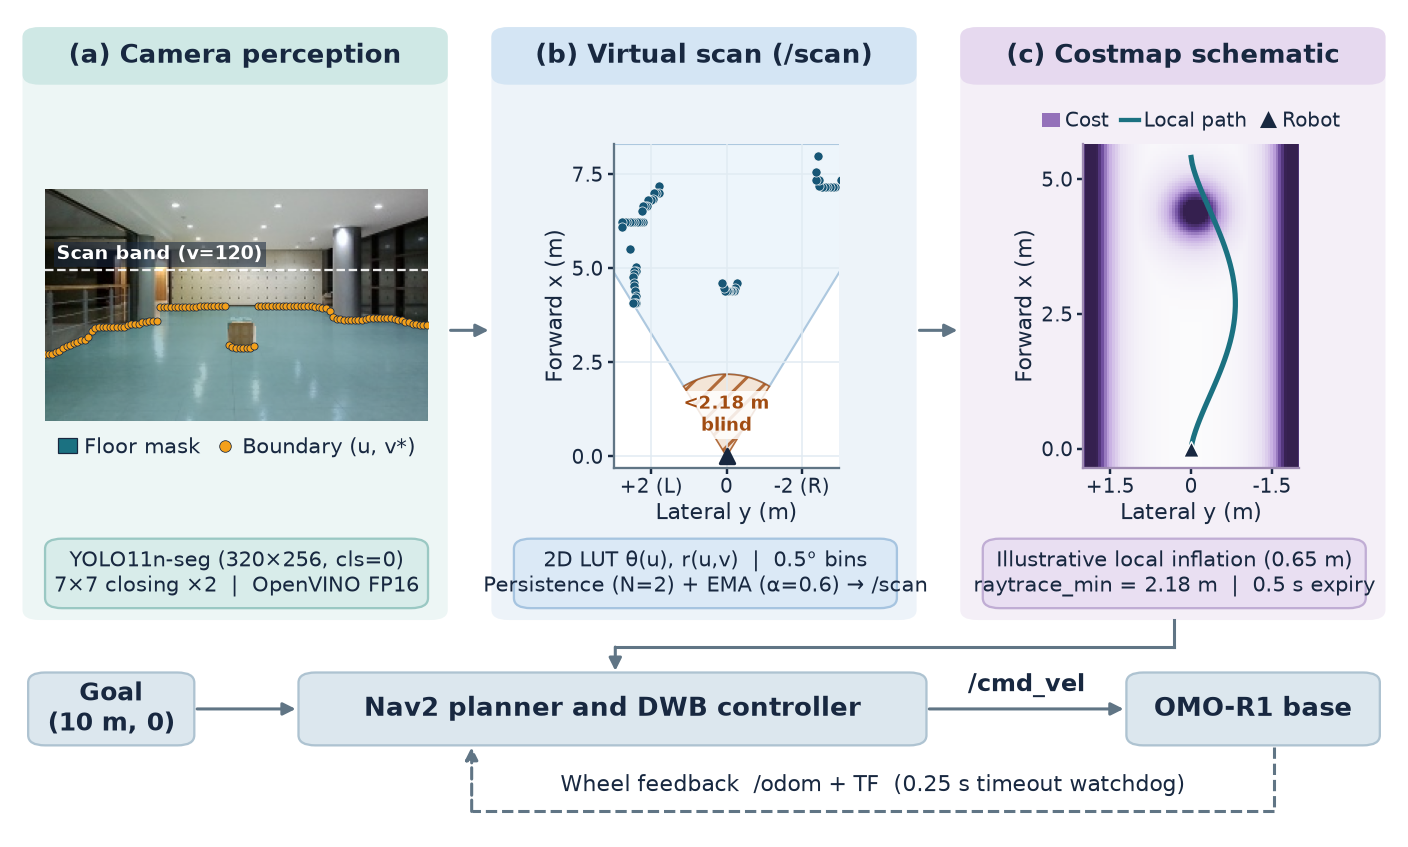 (a) Camera perception
Scan band (v=120)
Floor mask
Boundary (u, v*)
YOLO11n-seg (320×256, cls=0)
7×7 closing ×2 | OpenVINO FP16
(b) Virtual scan (/scan)
7.5
5.0
2.5
0.0
Forward x (m)
<2.18 m
blind
+2 (L)
0
-2 (R)
Lateral y (m)
2D LUT θ(u), r(u,v) | 0.5° bins
Persistence (N=2) + EMA (α=0.6) → /scan
(c) Costmap schematic
Cost
Local path
Robot
5.0
2.5
0.0
Forward x (m)
+1.5
0
-1.5
Lateral y (m)
Illustrative local inflation (0.65 m)
raytrace_min = 2.18 m | 0.5 s expiry
Goal
(10 m, 0)
Nav2 planner and DWB controller
/cmd_vel
OMO-R1 base
Wheel feedback /odom + TF (0.25 s timeout watchdog)